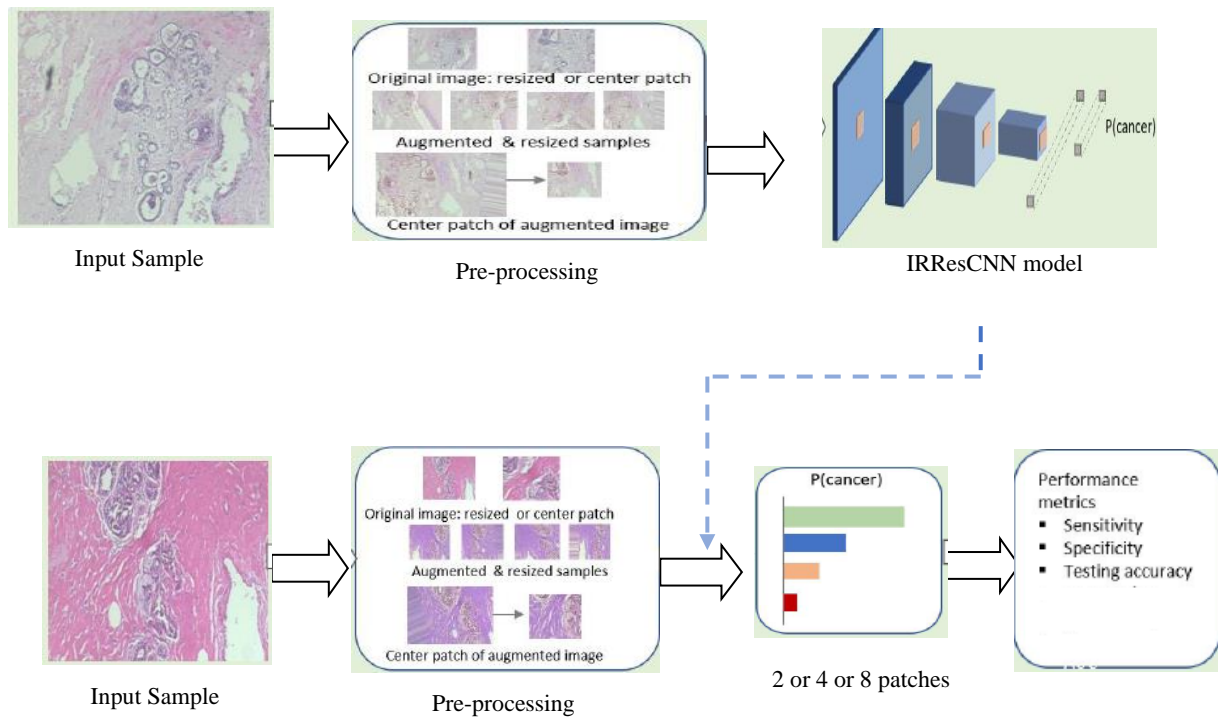 Original image: resized or center patch
Augmented & resized samples
Center patch of augmented image
P(cancer)
Input Sample
Pre-processing
IRResCNN model
Original image: resized or center patch
Augmented & resized samples
Center patch of augmented image
P(cancer)
Performance
metrics
▪ Sensitivity
▪ Specificity
▪ Testing accuracy
Input Sample
Pre-processing
2 or 4 or 8 patches